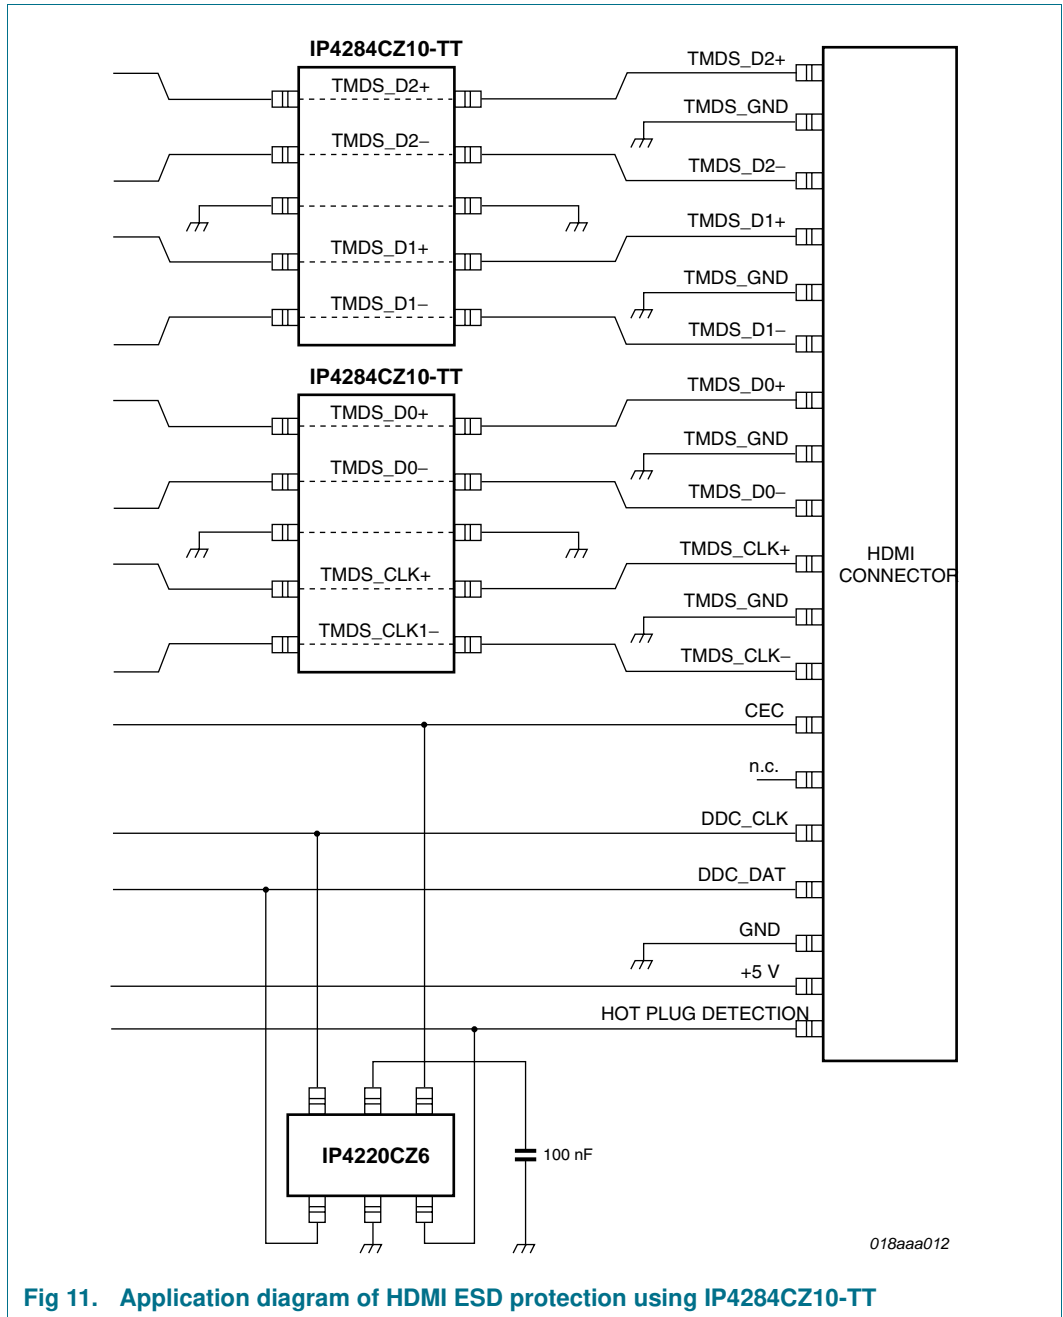 IP4284CZ10-TT
TMDS_D2+
TMDS_D2−
TMDS_D1+
TMDS_D1−
IP4284CZ10-TT
TMDS_D0+
TMDS_D0−
TMDS_CLK+
TMDS_CLK1−
TMDS_D2+
TMDS_GND
TMDS_D2−
TMDS_D1+
TMDS_GND
TMDS_D1−
TMDS_D0+
TMDS_GND
TMDS_D0−
TMDS_CLK+
TMDS_GND
TMDS_CLK−
CEC
n.c.
DDC_CLK
DDC_DAT
GND
+5 V
HOT PLUG DETECTION
HDMI
CONNECTOR
IP4220CZ6
100 nF
018aaa012
Fig 11. Application diagram of HDMI ESD protection using IP4284CZ10-TT